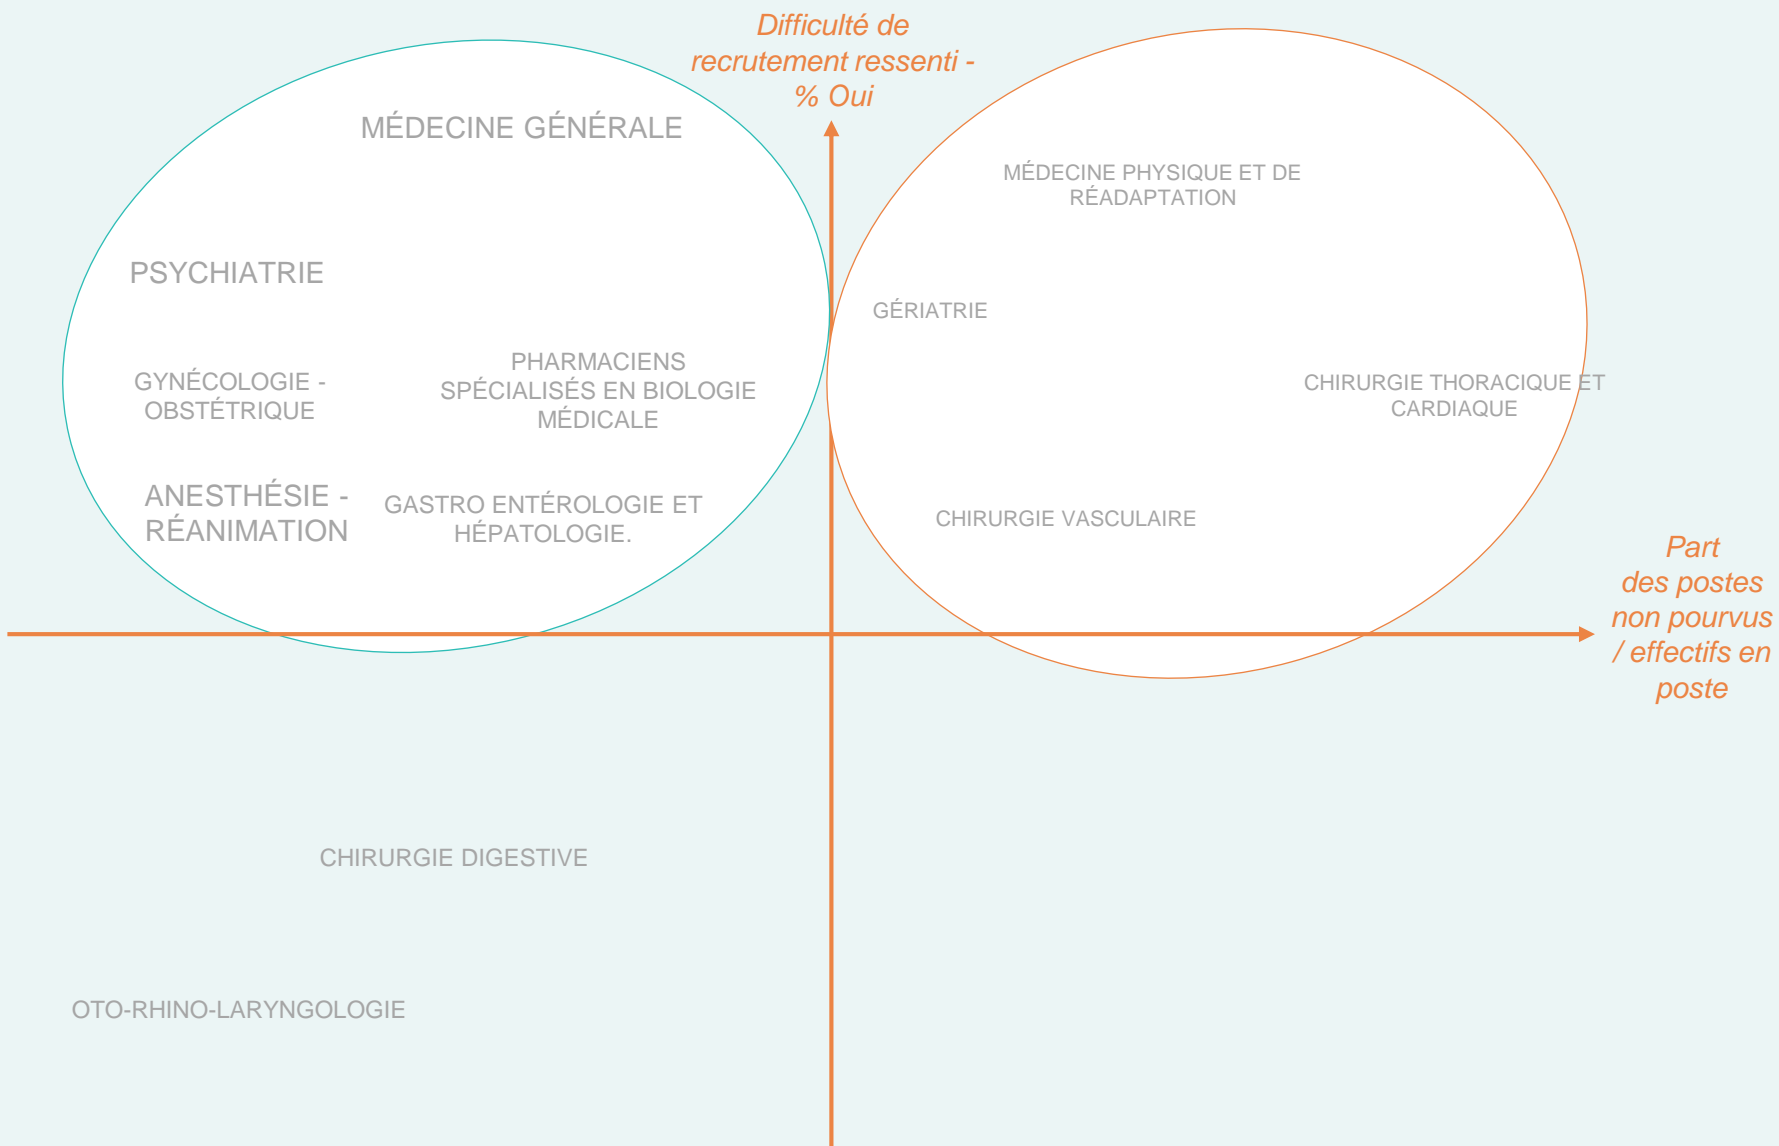 Difficulté de
recrutement ressenti -
% Oui
MÉDECINE GÉNÉRALE
MÉDECINE PHYSIQUE ET DE
RÉADAPTATION
PSYCHIATRIE
GÉRIATRIE
GYNÉCOLOGIE -
OBSTÉTRIQUE
PHARMACIENS
SPÉCIALISÉS EN BIOLOGIE
MÉDICALE
CHIRURGIE THORACIQUE ET
CARDIAQUE
ANESTHÉSIE -
RÉANIMATION
GASTRO ENTÉROLOGIE ET
HÉPATOLOGIE.
CHIRURGIE VASCULAIRE
Part
des postes
non pourvus
/ effectifs en
poste
CHIRURGIE DIGESTIVE
OTO-RHINO-LARYNGOLOGIE